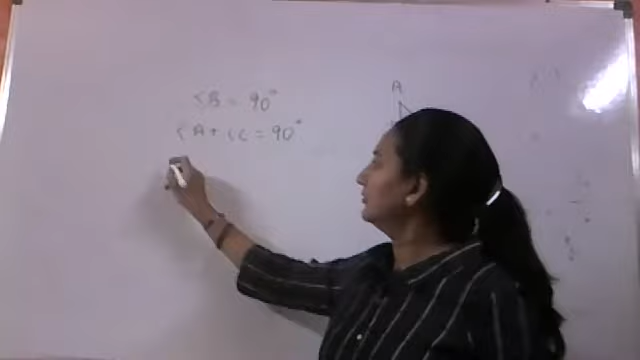 ∠B = 90°
A
∠A + ∠C = 90°